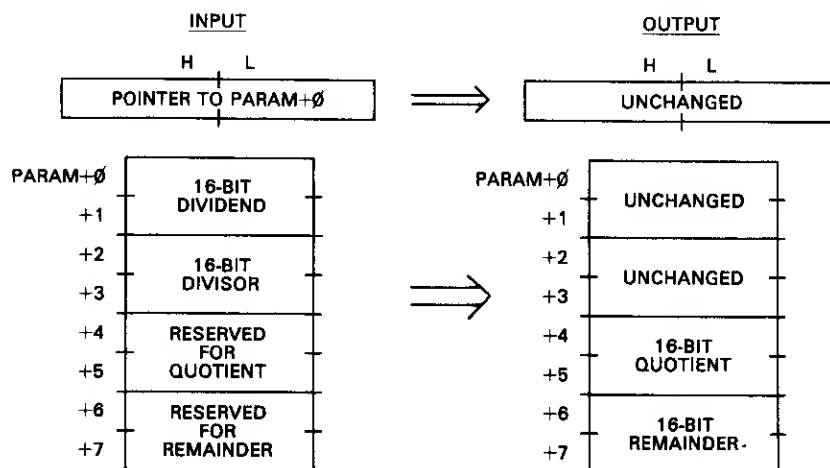 INPUT
H L
POINTER TO PARAM+Ø
PARAM+Ø
+1
16-BIT
DIVIDEND
+2
+3
16-BIT
DIVISOR
+4
+5
RESERVED
FOR
QUOTIENT
+6
+7
RESERVED
FOR
REMAINDER
OUTPUT
H L
UNCHANGED
PARAM+Ø
+1
UNCHANGED
+2
+3
UNCHANGED
+4
+5
16-BIT
QUOTIENT
+6
+7
16-BIT
REMAINDER